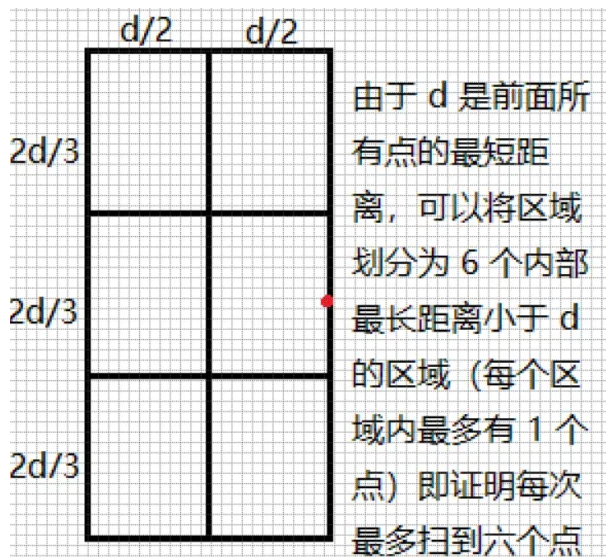 d/2 d/2
2d/3
2d/3
2d/3
由于 d 是前面所
有点的最短距
离，可以将区域
划分为 6 个内部
最长距离小于 d
的区域（每个区
域内最多有 1 个
点）即证明每次
最多扫到六个点